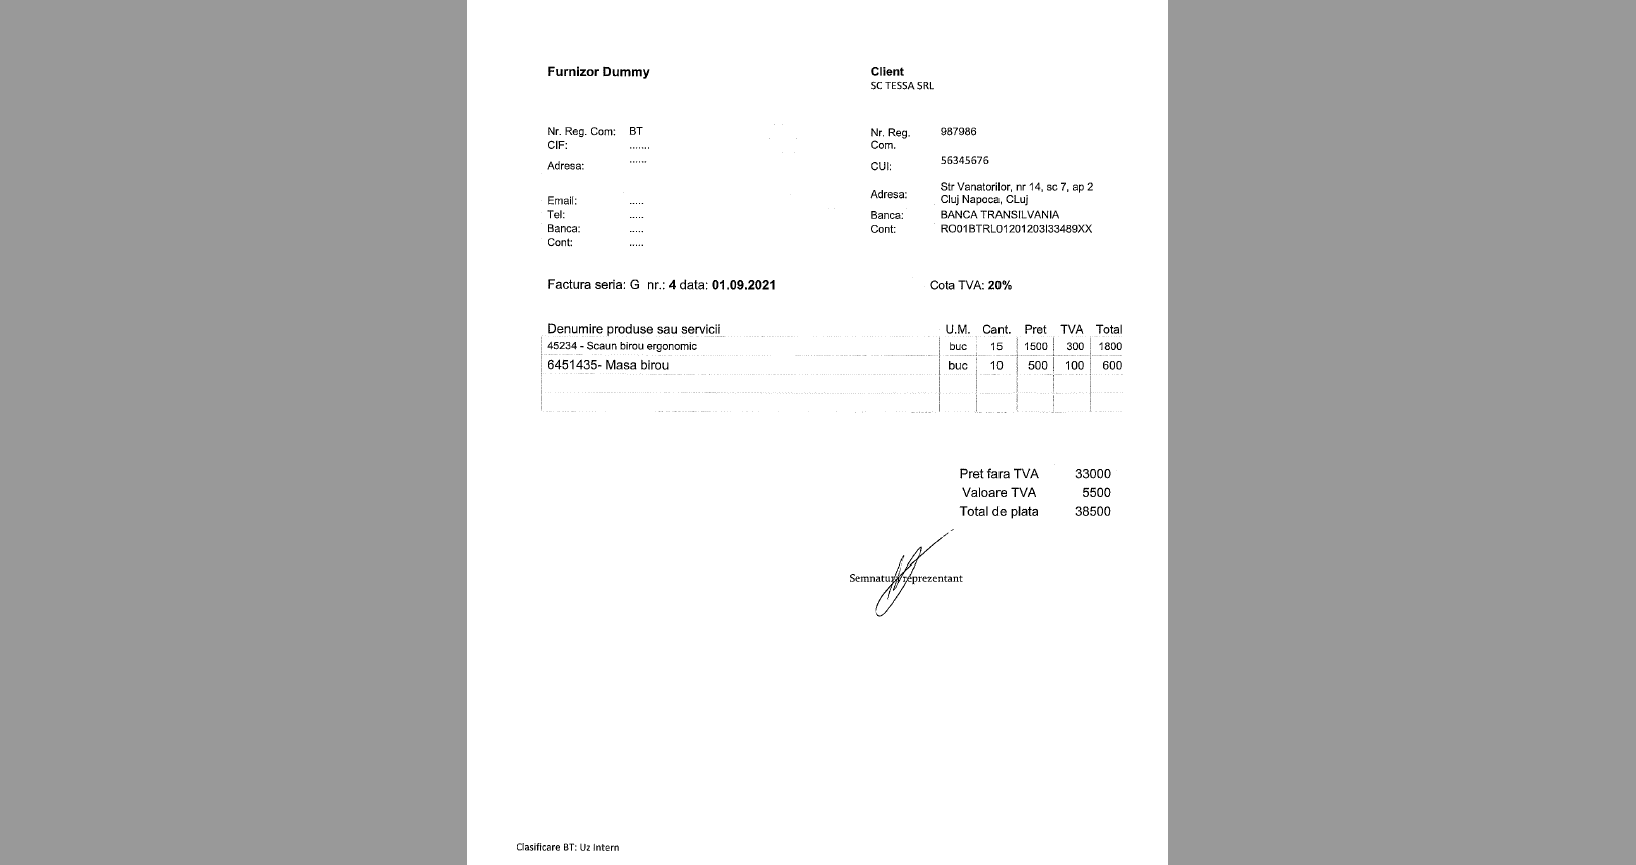 Furnizor Dummy
Client
SC TESSA SRL
Nr. Reg. Com: BT
CIF: .......
Adresa: ......
Email: .....
Tel: .....
Banca: .....
Cont: .....
Nr. Reg. Com. 987986
CUI: 56345676
Adresa: Str Vanatorilor, nr 14, sc 7, ap 2
Cluj Napoca, CLuj
Banca: BANCA TRANSILVANIA
Cont: RO01BTRL01201203I33489XX
Factura seria: G nr.: 4 data: 01.09.2021
Cota TVA: 20%
Denumire produse sau servicii U.M. Cant. Pret TVA Total
45234 - Scaun birou ergonomic buc 15 1500 300 1800
6451435- Masa birou buc 10 500 100 600
Pret fara TVA 33000
Valoare TVA 5500
Total de plata 38500
Semnatura reprezentant
Clasificare BT: Uz Intern